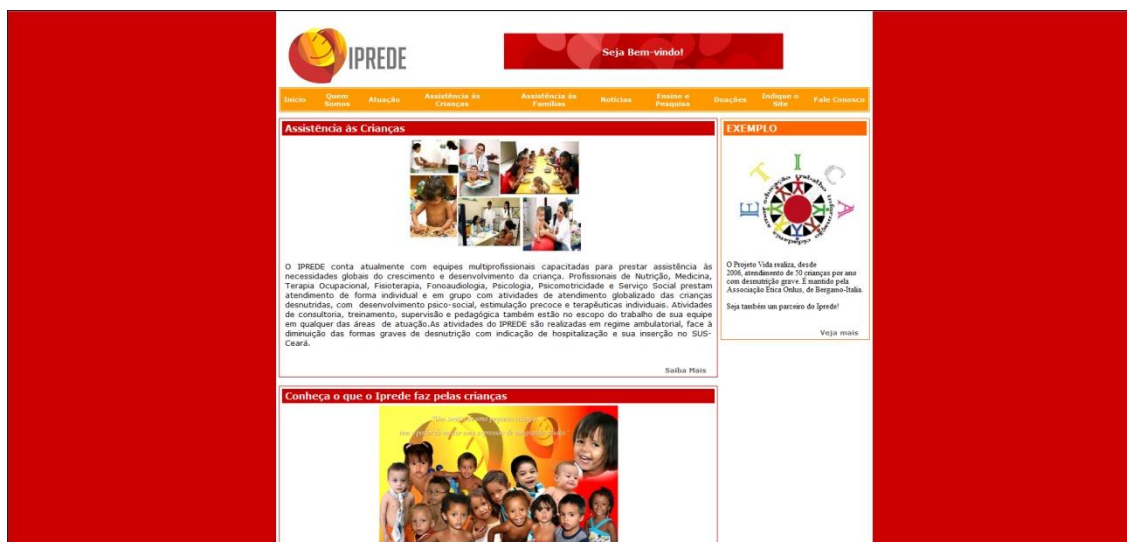 IPREDE
Seja Bem-vindo!
Início
Quem
Somos
Atuação
Assistência às
Crianças
Assistência às
Famílias
Notícias
Ensino e
Pesquisa
Doações
Indique o
Site
Fale Conosco
Assistência ás Crianças
O IPREDE conta atualmente com equipes multiprofissionais capacitadas para prestar assistência às
necessidades globais do crescimento e desenvolvimento da criança. Profissionais de Nutrição, Medicina,
Terapia Ocupacional, Fisioterapia, Fonoaudiologia, Psicologia, Psicomotricidade e Serviço Social prestam
atendimento de forma individual e em grupo com atividades de atendimento globalizado das crianças
desnutridas, com desenvolvimento psico-social, estimulação precoce e terapêuticas individuais. Atividades
de consultoria, treinamento, supervisão e pedagógica também estão no escopo do trabalho de sua equipe
em qualquer das áreas de atuação.As atividades do IPREDE são realizadas em regime ambulatorial, face à
diminuição das formas graves de desnutrição com indicação de hospitalização e sua inserção no SUS-
Ceará.
Saiba Mais
EXEMPLO
ETICA
educação trabalho informação cidadania
O Projeto Vida realiza, desde
2006, atendimento de 50 crianças por ano
com desnutrição grave. É mantido pela
Associação Ética Onlus, de Bergamo-Italia.
Seja também um parceiro do Iprede!
Veja mais
Conheça o que o Iprede faz pelas crianças